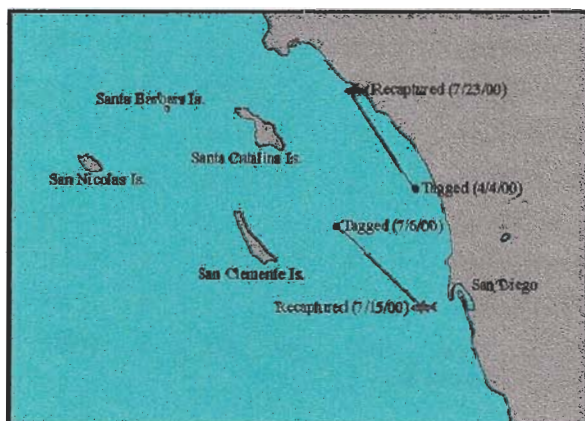 Recaptured (7/23/00)
Santa Barbara Is.
Santa Catalina Is.
San Nicolas Is.
Tagged (4/4/00)
Tagged (7/6/00)
San Clemente Is.
San Diego
Recaptured (7/15/00)